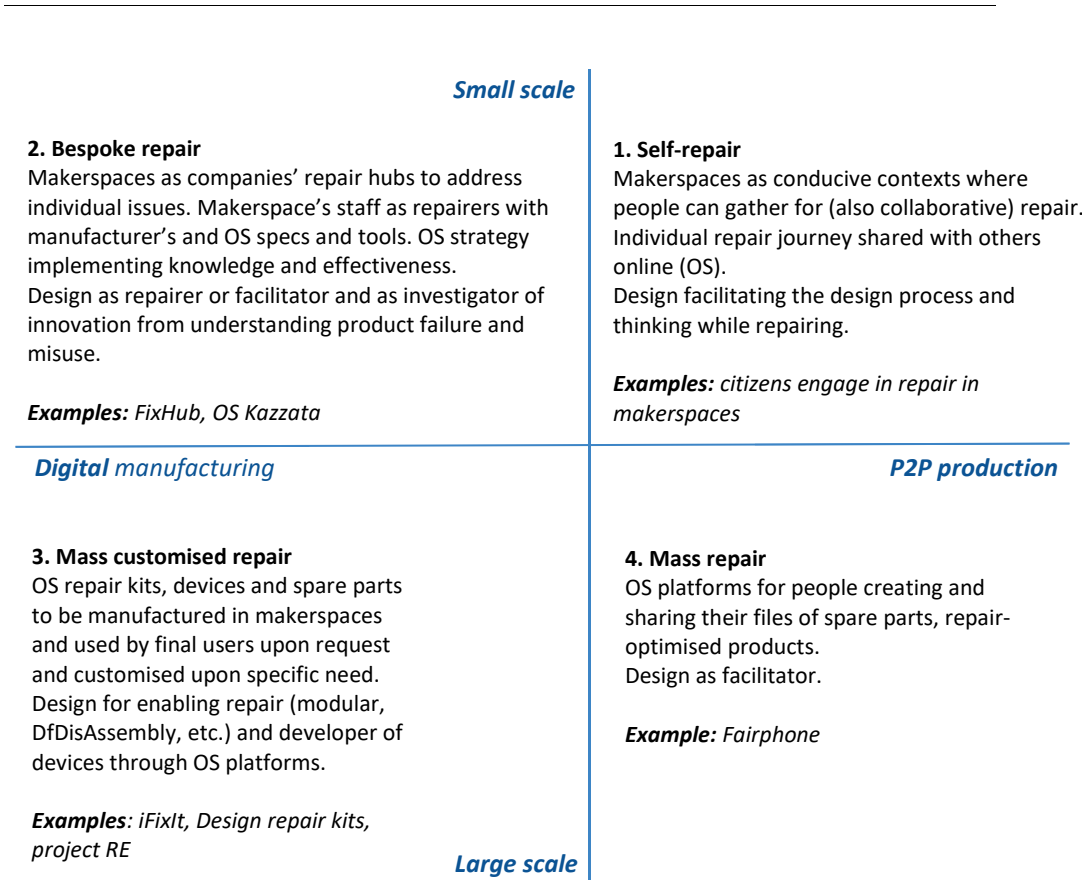 Small scale
2. Bespoke repair
Makerspaces as companies’ repair hubs to address
individual issues. Makerspace’s staff as repairers with
manufacturer’s and OS specs and tools. OS strategy
implementing knowledge and effectiveness.
Design as repairer or facilitator and as investigator of
innovation from understanding product failure and
misuse.
Examples: FixHub, OS Kazzata
1. Self-repair
Makerspaces as conducive contexts where
people can gather for (also collaborative) repair.
Individual repair journey shared with others
online (OS).
Design facilitating the design process and
thinking while repairing.
Examples: citizens engage in repair in
makerspaces
Digital manufacturing
P2P production
3. Mass customised repair
OS repair kits, devices and spare parts
to be manufactured in makerspaces
and used by final users upon request
and customised upon specific need.
Design for enabling repair (modular,
DfDisAssembly, etc.) and developer of
devices through OS platforms.
Examples: iFixIt, Design repair kits,
project RE
4. Mass repair
OS platforms for people creating and
sharing their files of spare parts, repair-
optimised products.
Design as facilitator.
Example: Fairphone
Large scale